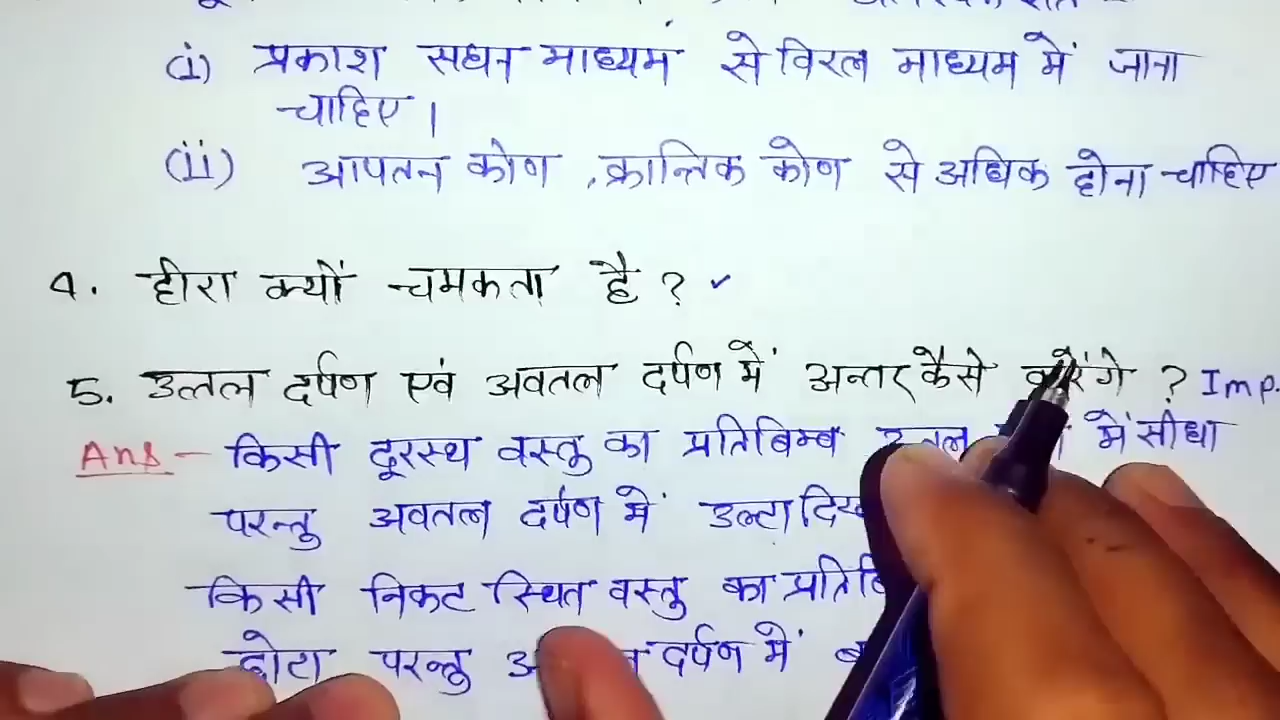 (i) प्रकाश सघन माध्यम से विरल माध्यम में जाना
चाहिए।
(ii) आपतन कोण, क्रान्तिक कोण से अधिक होना चाहिए
4. हीरा क्यों चमकता है ? ✓
5. उत्तल दर्पण एवं अवतल दर्पण में अन्तर कैसे करेंगे ? Imp.
Ans - किसी दूरस्थ वस्तु का प्रतिबिम्ब में सीधा
परन्तु अवतल दर्पण में उल्टा
किसी निकट स्थित वस्तु का
छोटा परन्तु दर्पण में